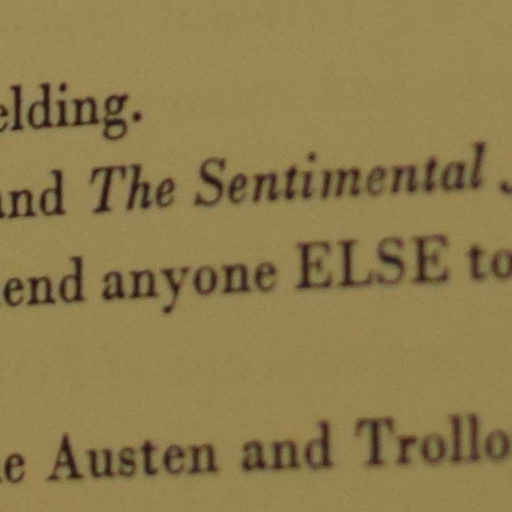 elding.
and The Sentimental
end anyone ELSE to
e Austen and Trollo